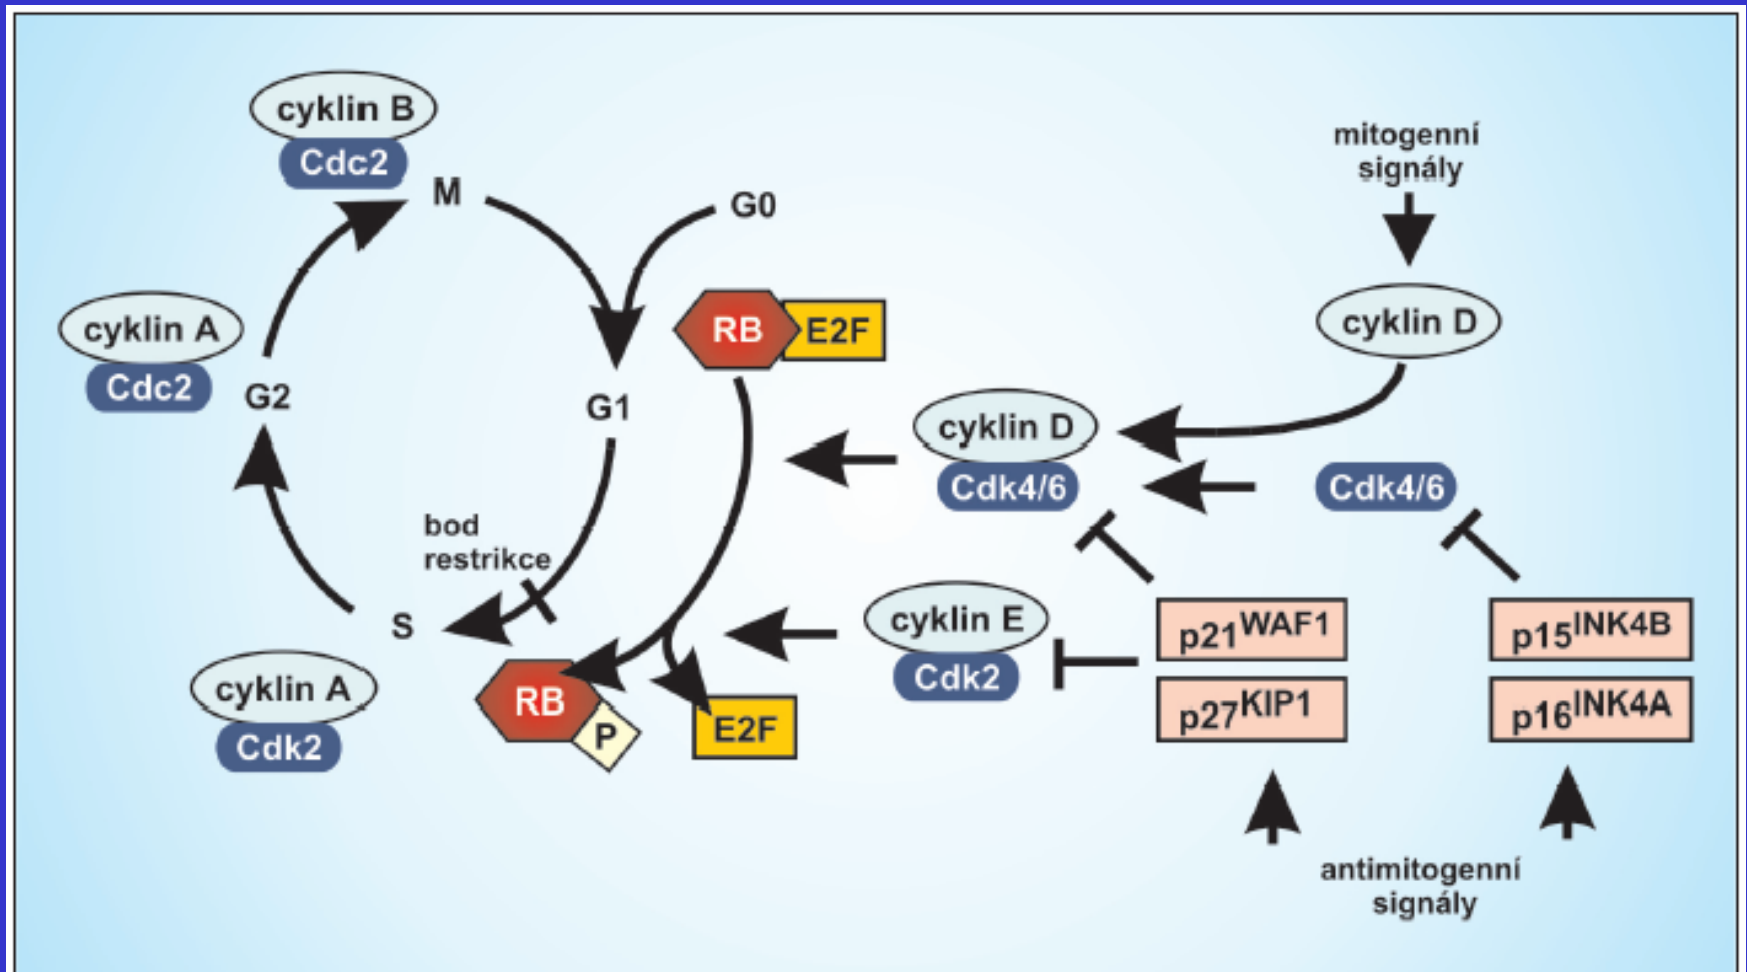 cyklin B
Cdc2
M
G0
mitogenní
signály
cyklin A
Cdc2
G2
G1
RB
E2F
cyklin D
cyklin D
Cdk4/6
Cdk4/6
bod
restrikce
S
cyklin E
Cdk2
p21WAF1
p27KIP1
p15INK4B
p16INK4A
cyklin A
Cdk2
RB
P
E2F
antimitogenní
signály